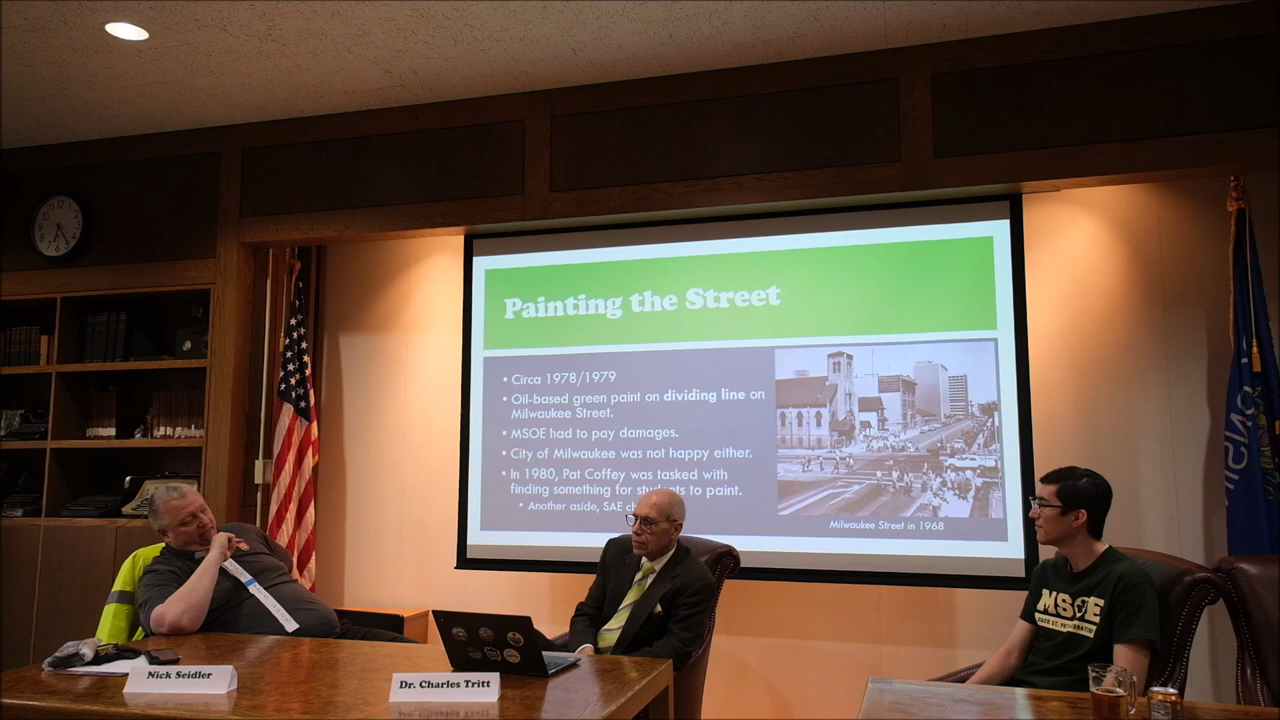 Painting the Street
• Circa 1978/1979
• Oil-based green paint on dividing line on
Milwaukee Street.
• MSOE had to pay damages.
• City of Milwaukee was not happy either.
• In 1980, Pat Coffey was tasked with
finding something for students to paint.
• Another aside, SAE
Milwaukee Street in 1968
MSOE
Nick Seidler
Dr. Charles Tritt